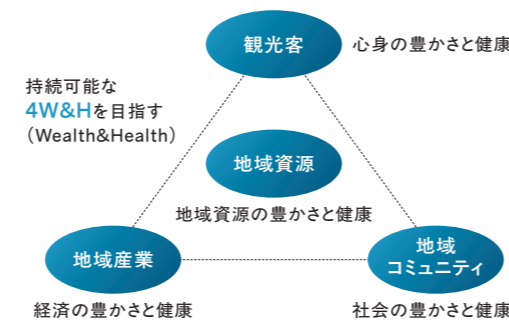 観光客
心身の豊かさと健康
持続可能な
4W&Hを目指す
（Wealth&Health）
地域資源
地域資源の豊かさと健康
地域産業
経済の豊かさと健康
地域
コミュニティ
社会の豊かさと健康